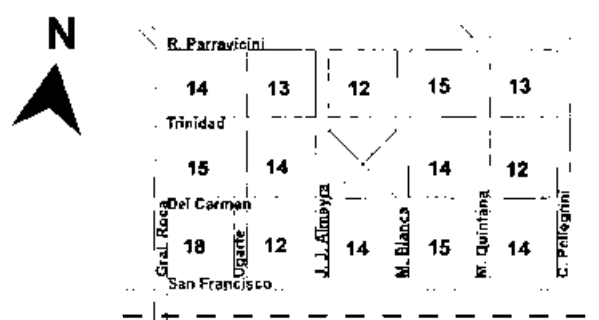 N
R. Parravicini
14 13 12 15 13
Trinidad
15 14 14 12
Del Carmen
Gral. Roca
Ugarte
J. J. Almeyra
M. Blanca
M. Quintana
C. Pellegrini
18 12 14 15 14
San Francisco